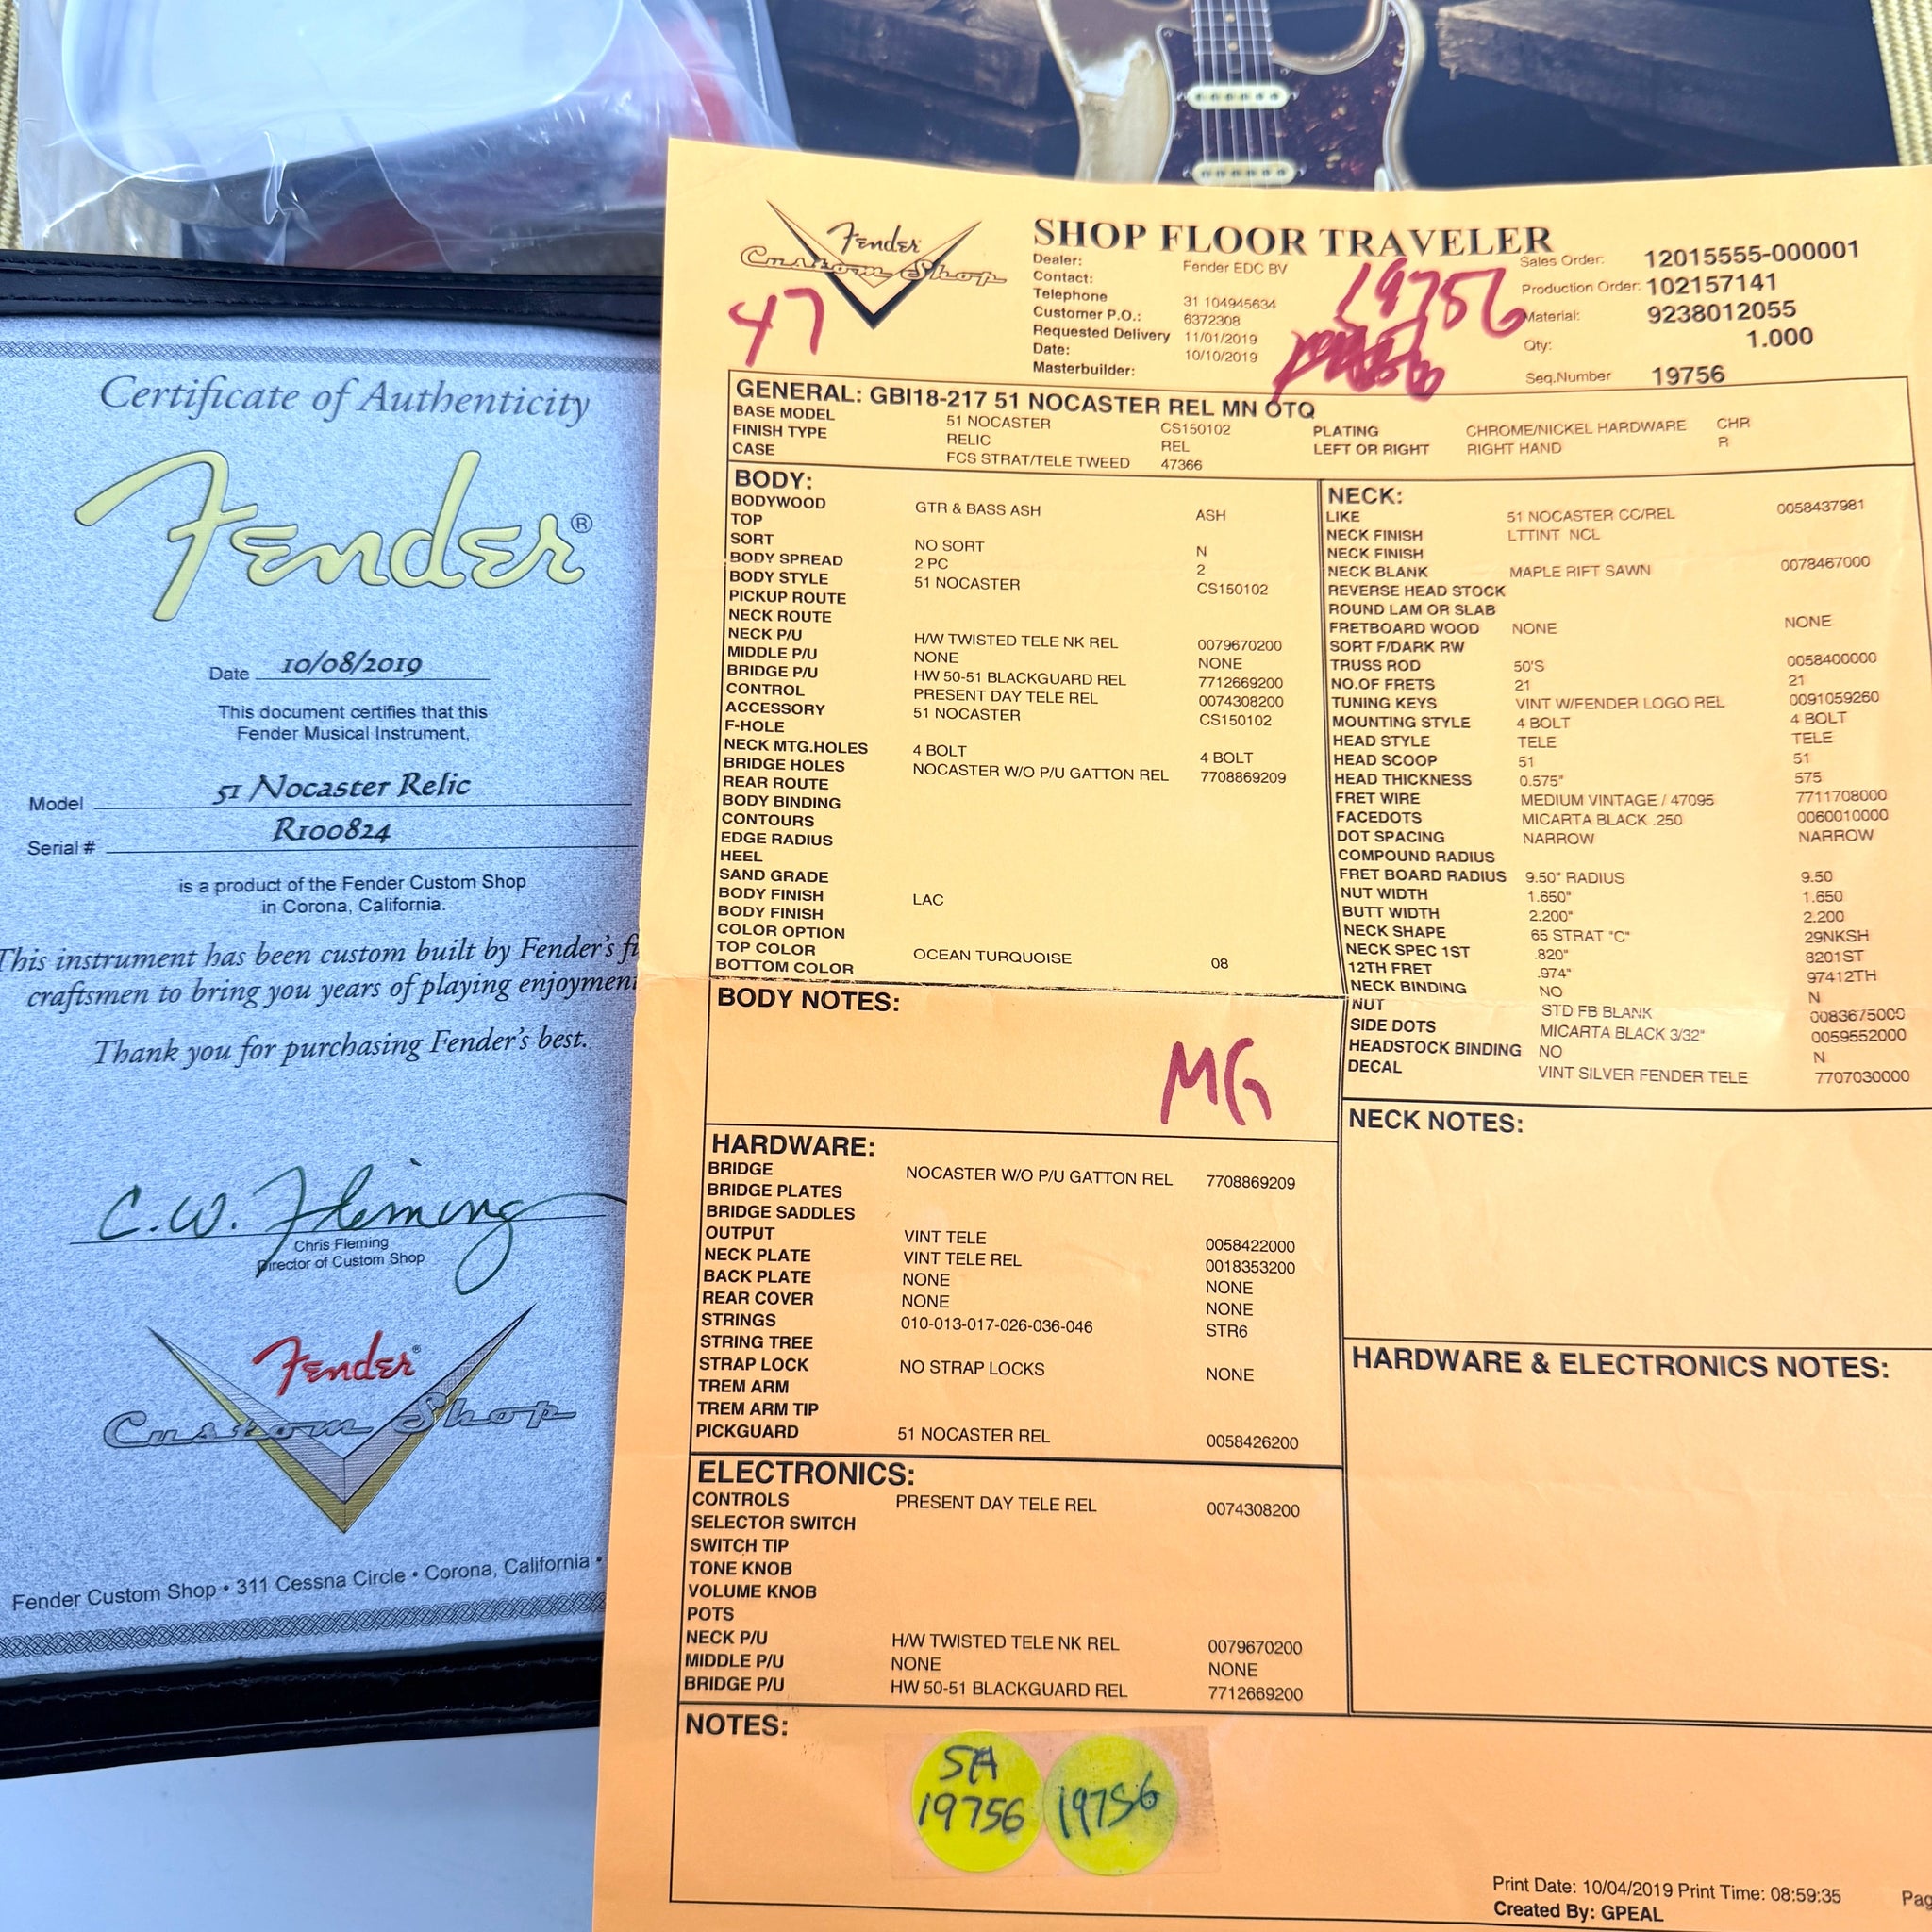 Certificate of Authenticity
Fender®
Date 10/08/2019
This document certifies that this
Fender Musical Instrument,
Model 51 Nocaster Relic
Serial # R100824
is a product of the Fender Custom Shop
in Corona, California.
This instrument has been custom built by Fender's
craftsmen to bring you years of playing enjoyment
Thank you for purchasing Fender's best.
C.W. Fleming
Chris Fleming
Director of Custom Shop
Fender®
Custom Shop
Fender Custom Shop • 311 Cessna Circle • Corona, California •
Fender
Custom Shop
47
SHOP FLOOR TRAVELER
Dealer: Fender EDC BV
Contact:
Telephone 31 104945634
Customer P.O.: 6372308
Requested Delivery 11/01/2019
Date: 10/10/2019
Masterbuilder:
19756
Sales Order: 12015555-000001
Production Order: 102157141
Material: 9238012055
Qty: 1.000
Seq.Number 19756
GENERAL: GBI18-217 51 NOCASTER REL MN OTQ
BASE MODEL 51 NOCASTER CS150102 PLATING CHROME/NICKEL HARDWARE CHR
FINISH TYPE RELIC REL LEFT OR RIGHT RIGHT HAND R
CASE FCS STRAT/TELE TWEED 47366
BODY:
BODYWOOD GTR & BASS ASH ASH
TOP
SORT NO SORT N
BODY SPREAD 2 PC 2
BODY STYLE 51 NOCASTER CS150102
PICKUP ROUTE
NECK ROUTE
NECK P/U H/W TWISTED TELE NK REL 0079670200
MIDDLE P/U NONE NONE
BRIDGE P/U HW 50-51 BLACKGUARD REL 7712669200
CONTROL PRESENT DAY TELE REL 0074308200
ACCESSORY 51 NOCASTER CS150102
F-HOLE
NECK MTG.HOLES 4 BOLT 4 BOLT
BRIDGE HOLES NOCASTER W/O P/U GATTON REL 7708869209
REAR ROUTE
BODY BINDING
CONTOURS
EDGE RADIUS
HEEL
SAND GRADE
BODY FINISH LAC
BODY FINISH
COLOR OPTION
TOP COLOR OCEAN TURQUOISE 08
BOTTOM COLOR
NECK:
LIKE 51 NOCASTER CC/REL 0058437981
NECK FINISH LTTINT NCL
NECK FINISH
NECK BLANK MAPLE RIFT SAWN 0078467000
REVERSE HEAD STOCK
ROUND LAM OR SLAB
FRETBOARD WOOD NONE NONE
SORT F/DARK RW
TRUSS ROD 50'S 0058400000
NO.OF FRETS 21 21
TUNING KEYS VINT W/FENDER LOGO REL 0091059260
MOUNTING STYLE 4 BOLT 4 BOLT
HEAD STYLE TELE TELE
HEAD SCOOP 51 51
HEAD THICKNESS 0.575" 575
FRET WIRE MEDIUM VINTAGE / 47095 7711708000
FACEDOTS MICARTA BLACK .250 0060010000
DOT SPACING NARROW NARROW
COMPOUND RADIUS
FRET BOARD RADIUS 9.50" RADIUS 9.50
NUT WIDTH 1.650" 1.650
BUTT WIDTH 2.200" 2.200
NECK SHAPE 65 STRAT "C" 29NKSH
NECK SPEC 1ST .820" 8201ST
12TH FRET .974" 97412TH
NECK BINDING NO N
NUT STD FB BLANK 0083675000
SIDE DOTS MICARTA BLACK 3/32" 0059552000
HEADSTOCK BINDING NO N
DECAL VINT SILVER FENDER TELE 7707030000
BODY NOTES:
MG
NECK NOTES:
HARDWARE:
BRIDGE NOCASTER W/O P/U GATTON REL 7708869209
BRIDGE PLATES
BRIDGE SADDLES
OUTPUT VINT TELE 0058422000
NECK PLATE VINT TELE REL 0018353200
BACK PLATE NONE NONE
REAR COVER NONE NONE
STRINGS 010-013-017-026-036-046 STR6
STRING TREE
STRAP LOCK NO STRAP LOCKS NONE
TREM ARM
TREM ARM TIP
PICKGUARD 51 NOCASTER REL 0058426200
HARDWARE & ELECTRONICS NOTES:
ELECTRONICS:
CONTROLS PRESENT DAY TELE REL 0074308200
SELECTOR SWITCH
SWITCH TIP
TONE KNOB
VOLUME KNOB
POTS
NECK P/U H/W TWISTED TELE NK REL 0079670200
MIDDLE P/U NONE NONE
BRIDGE P/U HW 50-51 BLACKGUARD REL 7712669200
NOTES:
SA
19756
19756
Print Date: 10/04/2019 Print Time: 08:59:35
Created By: GPEAL